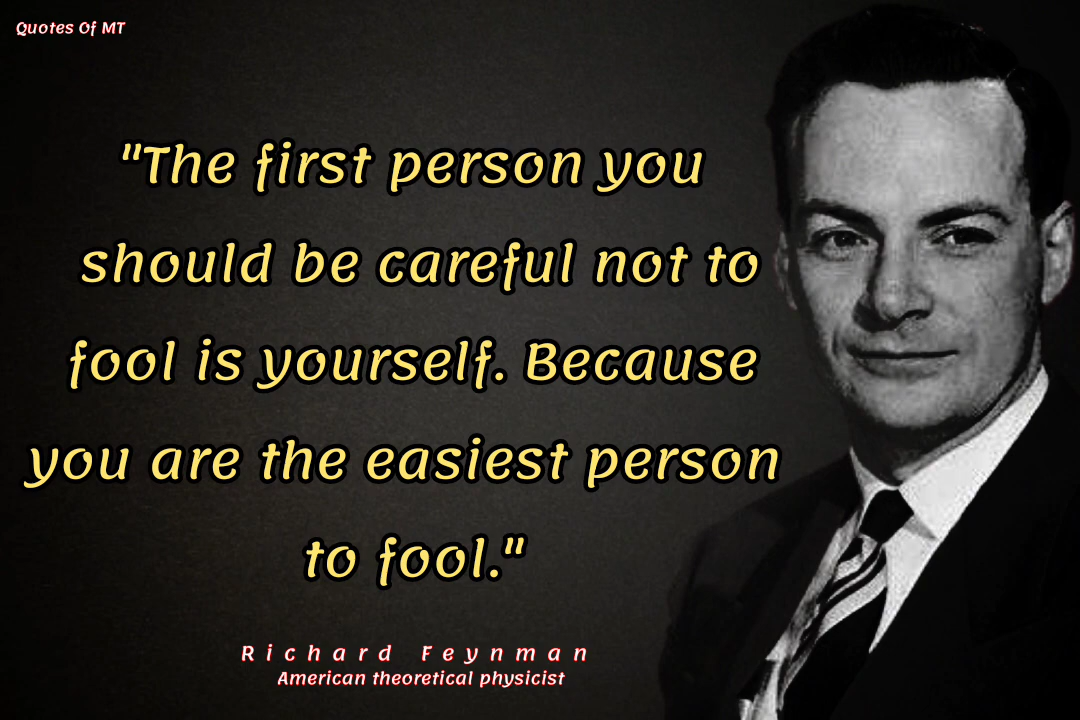 Quotes Of MT
"The first person you
should be careful not to
fool is yourself. Because
you are the easiest person
to fool."
Richard Feynman
American theoretical physicist